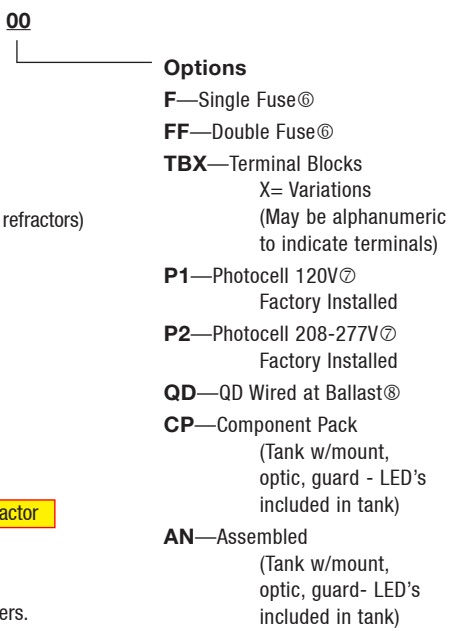 00
Options
F—Single Fuse⑥
FF—Double Fuse⑥
TBX—Terminal Blocks
X= Variations
(May be alphanumeric
to indicate terminals)
refractors)
P1—Photocell 120V⑦
Factory Installed
P2—Photocell 208-277V⑦
Factory Installed
QD—QD Wired at Ballast⑧
CP—Component Pack
(Tank w/mount,
optic, guard - LED's
included in tank)
actor
AN—Assembled
(Tank w/mount,
optic, guard- LED's
included in tank)
ers.